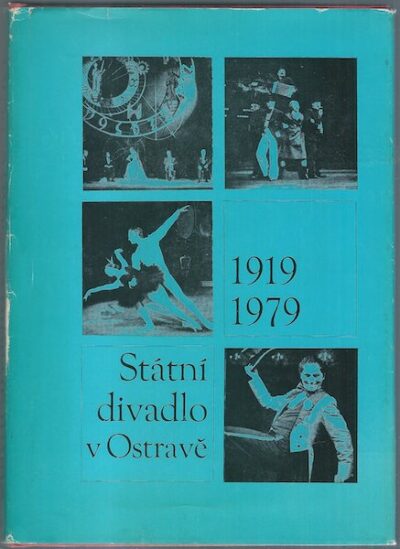 1919
1979
Státní
divadlo
v Ostravě